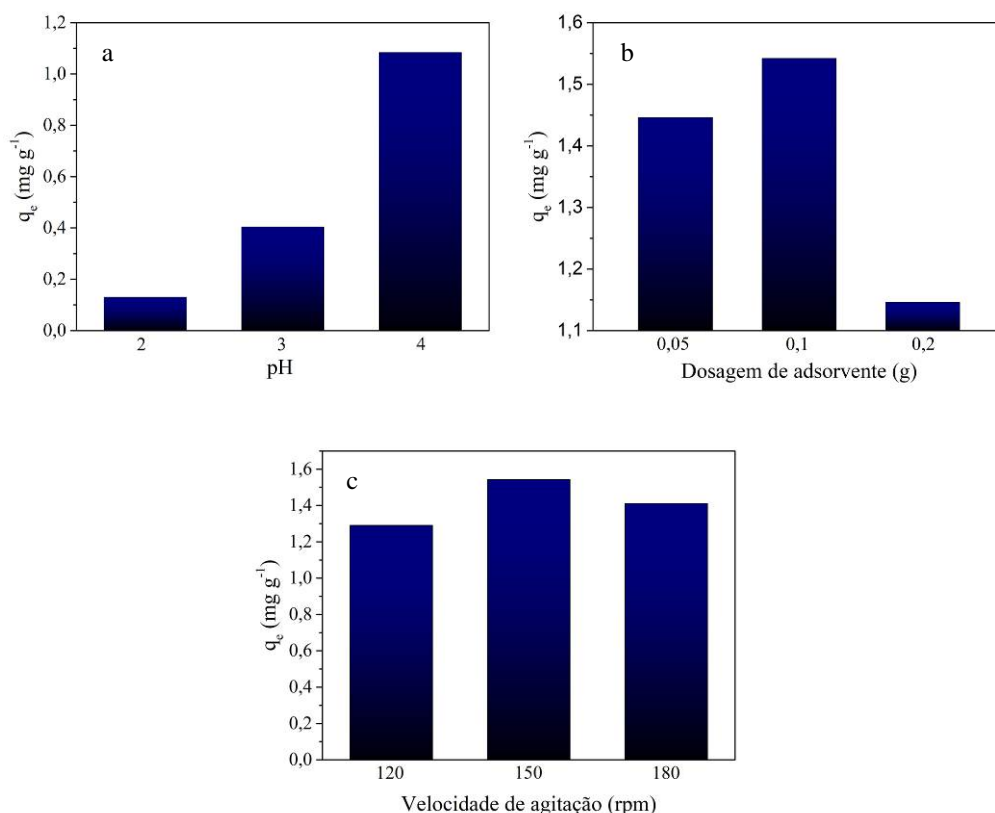 a
1,2
1,0
0,8
0,6
0,4
0,2
0,0
qe (mg g-1)
2 3 4
pH
b
1,6
1,5
1,4
1,3
1,2
1,1
qe (mg g-1)
0,05 0,1 0,2
Dosagem de adsorvente (g)
c
1,6
1,4
1,2
1,0
0,8
0,6
0,4
0,2
0,0
qe (mg g-1)
120 150 180
Velocidade de agitação (rpm)